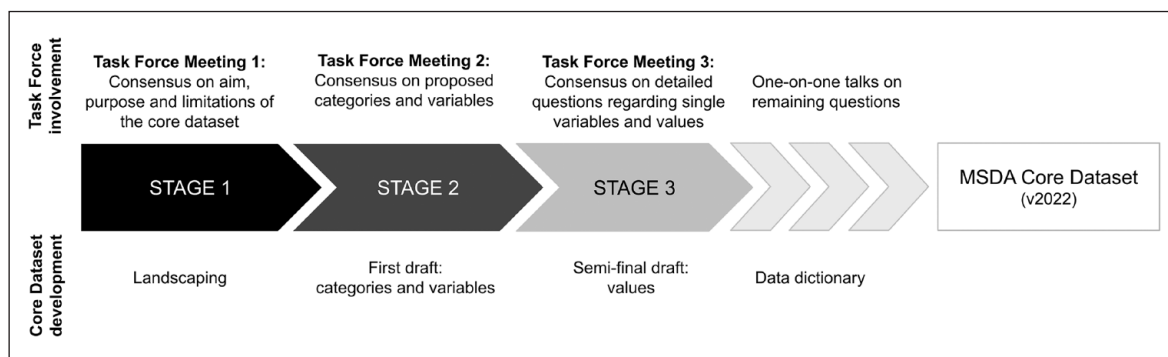 Task Force
involvement
Task Force Meeting 1:
Consensus on aim,
purpose and limitations of
the core dataset
Task Force Meeting 2:
Consensus on proposed
categories and variables
Task Force Meeting 3:
Consensus on detailed
questions regarding single
variables and values
One-on-one talks on
remaining questions
STAGE 1
STAGE 2
STAGE 3
MSDA Core Dataset
(v2022)
Core Dataset
development
Landscaping
First draft:
categories and variables
Semi-final draft:
values
Data dictionary